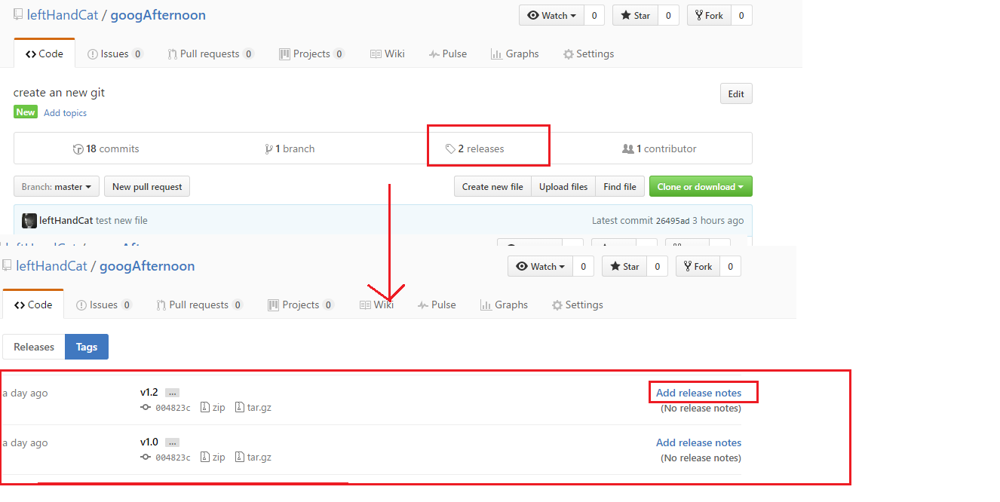 leftHandCat / googAfternoon Watch 0 Star 0 Fork 0
Code Issues 0 Pull requests 0 Projects 0 Wiki Pulse Graphs Settings
create an new git Edit
New Add topics
18 commits 1 branch 2 releases 1 contributor
Branch: master New pull request Create new file Upload files Find file Clone or download
leftHandCat test new file Latest commit 26495ad 3 hours ago
leftHandCat / googAfternoon Watch 0 Star 0 Fork 0
Code Issues 0 Pull requests 0 Projects 0 Wiki Pulse Graphs Settings
Releases Tags
a day ago v1.2 ... Add release notes
004823c zip tar.gz (No release notes)
a day ago v1.0 ... Add release notes
004823c zip tar.gz (No release notes)